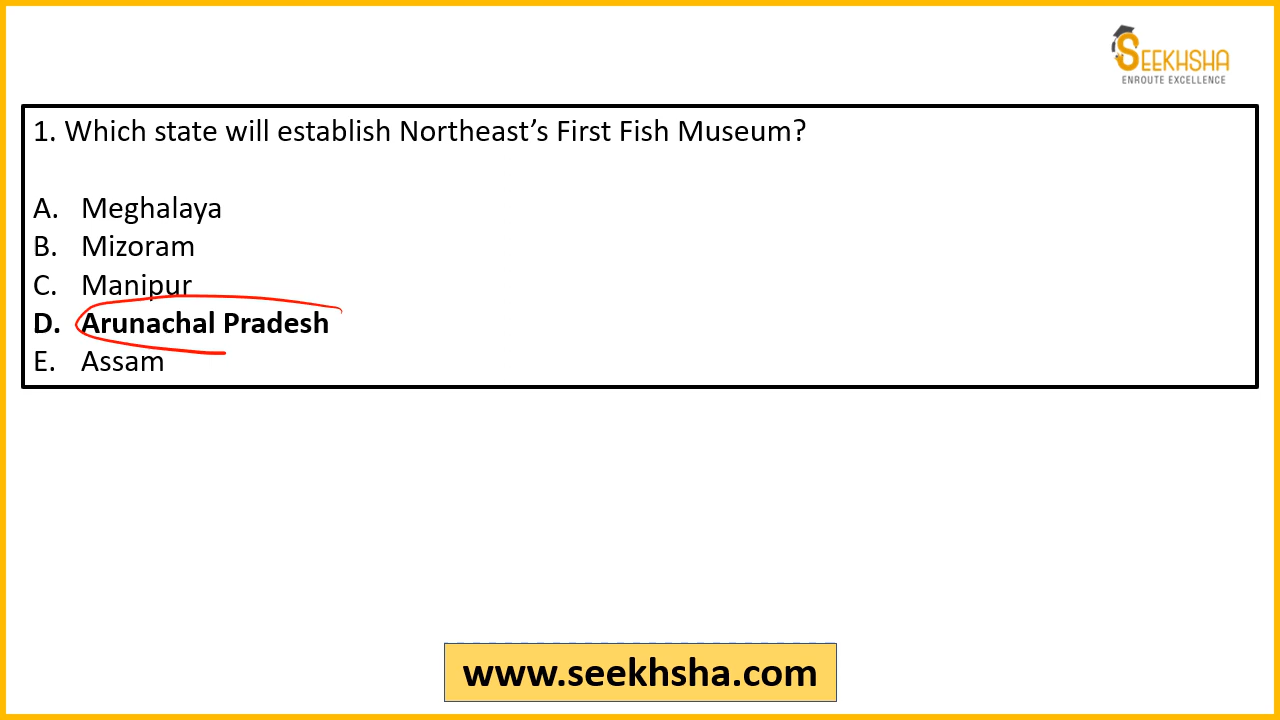 SEEKHSHA
ENROUTE EXCELLENCE
1. Which state will establish Northeast’s First Fish Museum?
A. Meghalaya
B. Mizoram
C. Manipur
D. Arunachal Pradesh
E. Assam
www.seekhsha.com